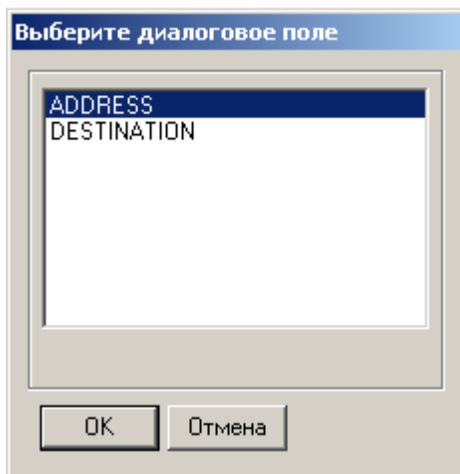 Выберите диалоговое поле
ADDRESS
DESTINATION
OK
Отмена